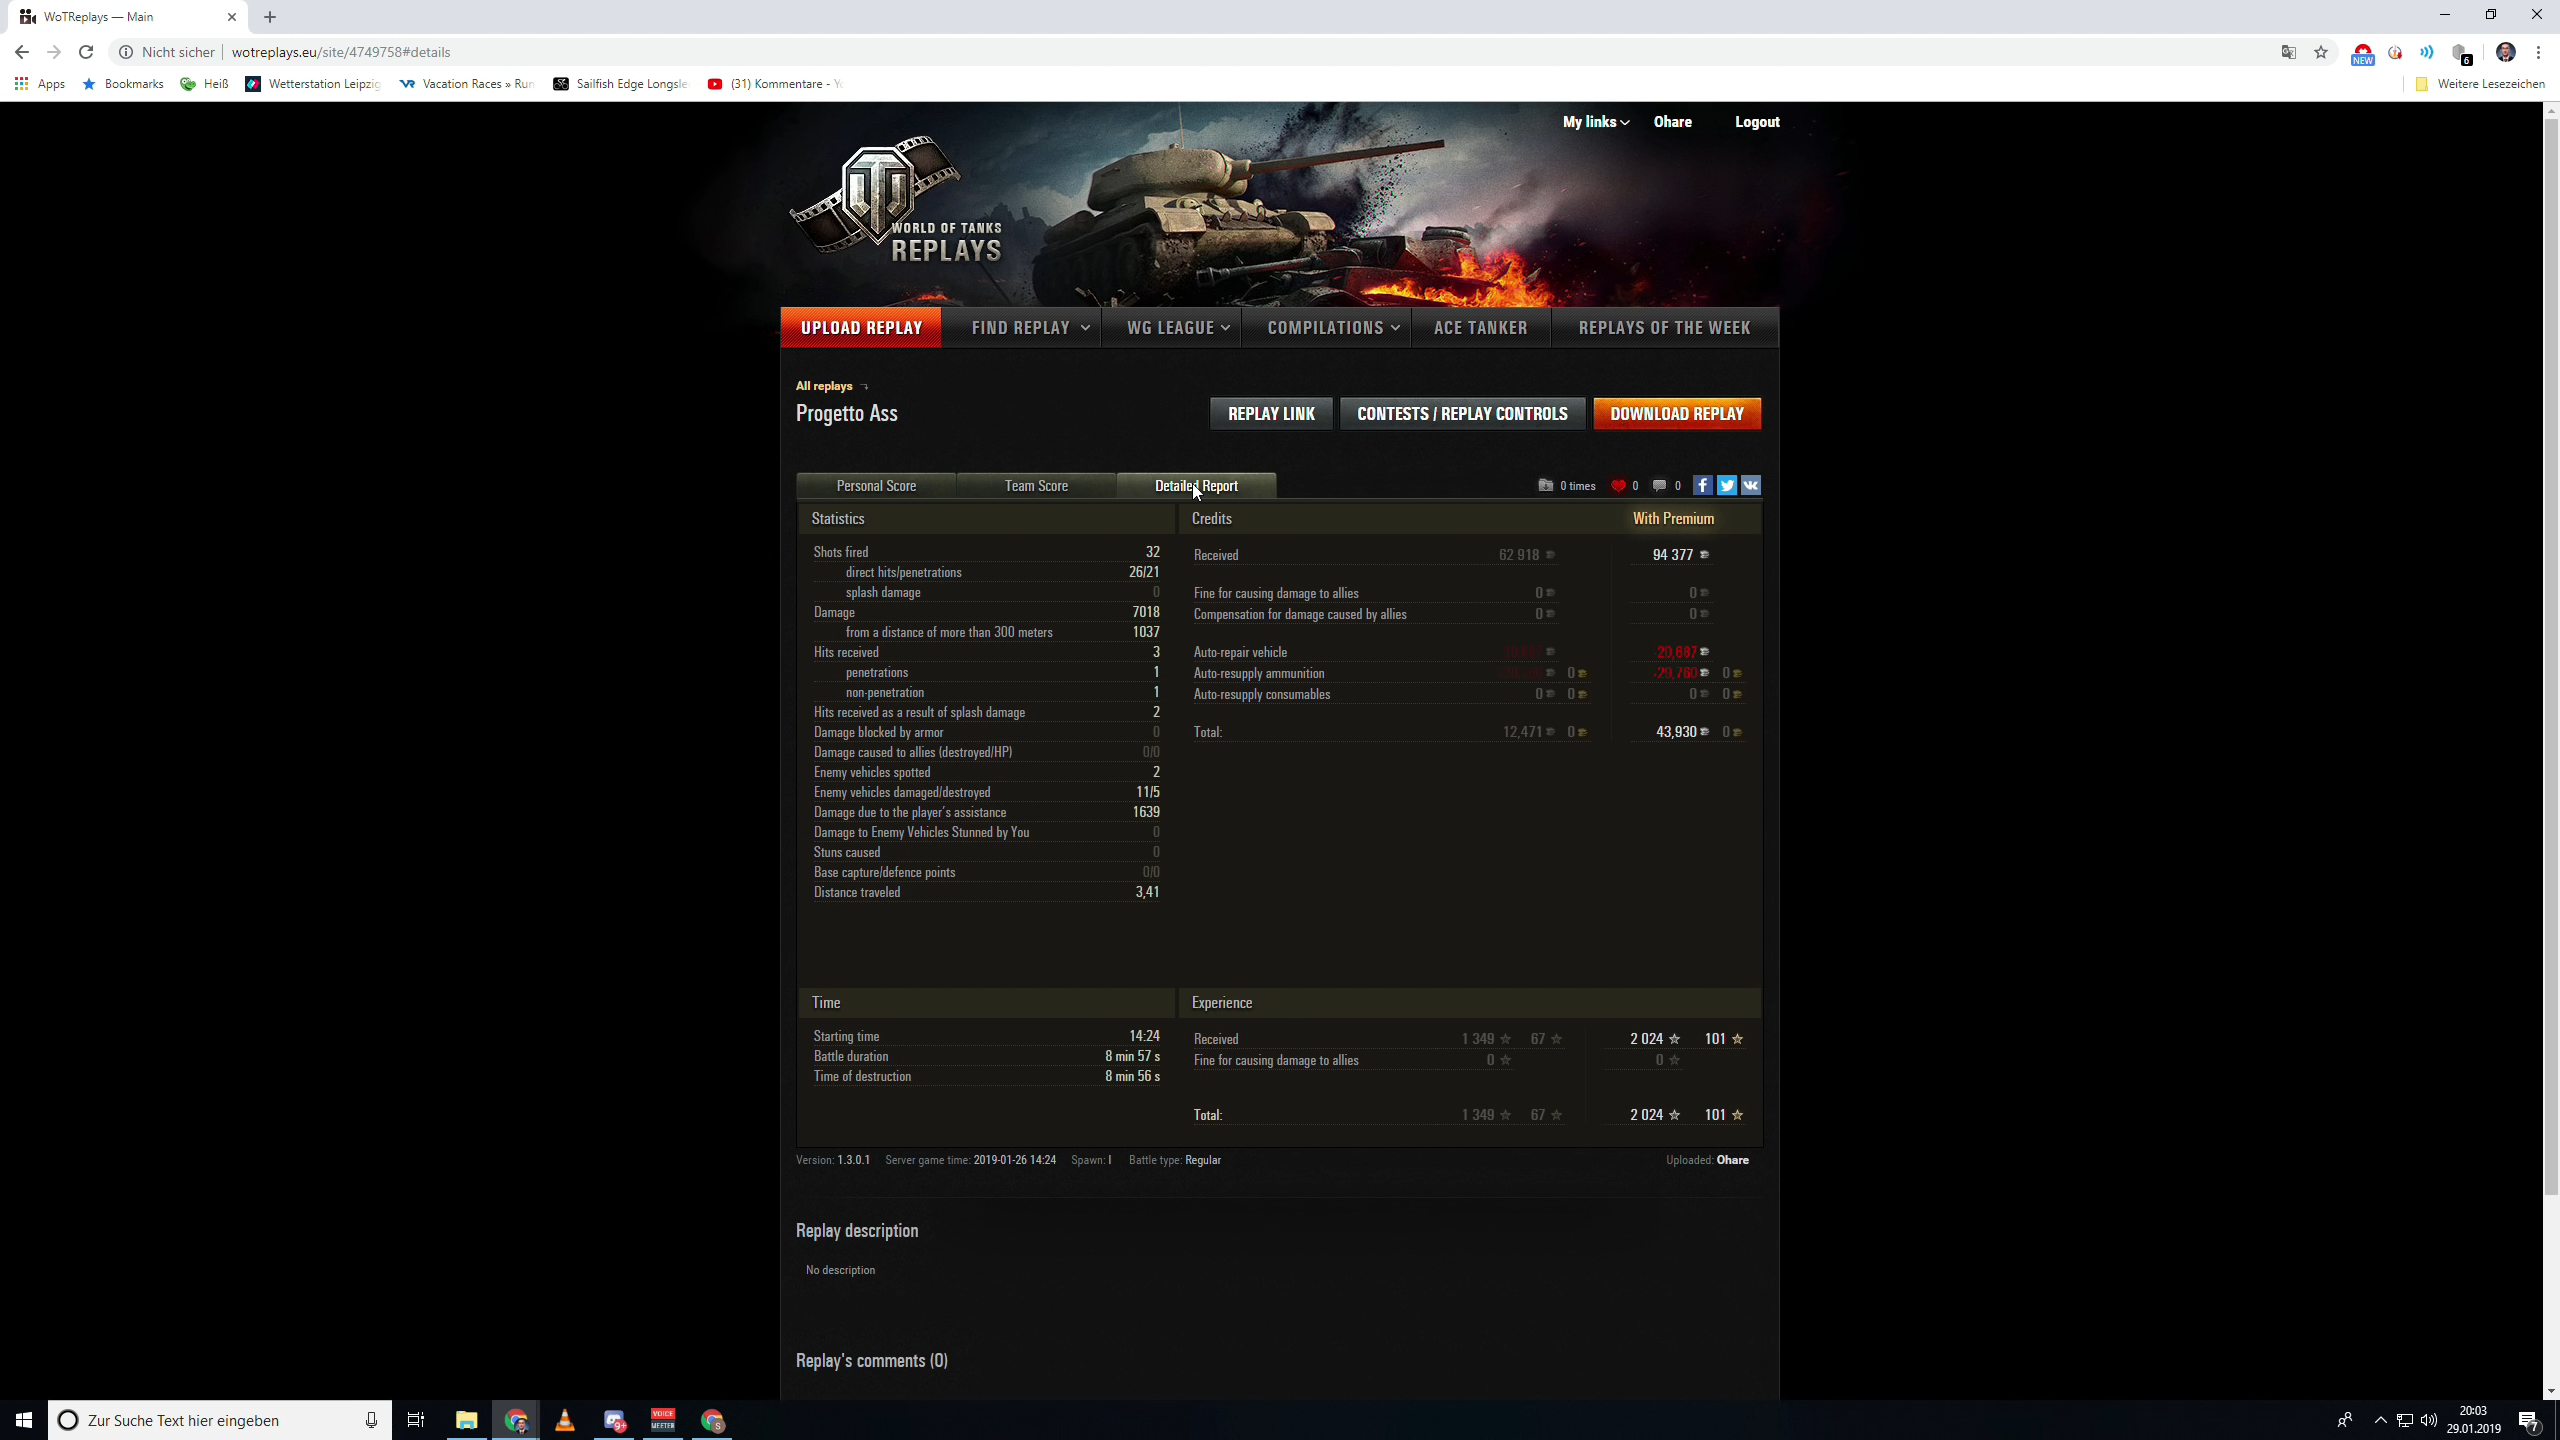 WoTReplays — Main
Nicht sicher | wotreplays.eu/site/4749758#details
NEW
6
Apps Bookmarks Heiß Wetterstation Leipzig Vacation Races » Run Sailfish Edge Longsle (31) Kommentare - Weitere Lesezeichen
My links Ohare Logout
WORLD OF TANKS
REPLAYS
UPLOAD REPLAY FIND REPLAY WG LEAGUE COMPILATIONS ACE TANKER REPLAYS OF THE WEEK
All replays
Progetto Ass REPLAY LINK CONTESTS / REPLAY CONTROLS DOWNLOAD REPLAY
Personal Score Team Score Detailed Report 0 times 0 0
Statistics
Shots fired 32
direct hits/penetrations 26/21
splash damage 0
Damage 7018
from a distance of more than 300 meters 1037
Hits received 3
penetrations 1
non-penetration 1
Hits received as a result of splash damage 2
Damage blocked by armor 0
Damage caused to allies (destroyed/HP) 0/0
Enemy vehicles spotted 2
Enemy vehicles damaged/destroyed 11/5
Damage due to the player's assistance 1639
Damage to Enemy Vehicles Stunned by You 0
Stuns caused 0
Base capture/defence points 0/0
Distance traveled 3,41
Credits With Premium
Received 62 918 94 377
Fine for causing damage to allies 0 0
Compensation for damage caused by allies 0 0
Auto-repair vehicle -20,687
Auto-resupply ammunition 0 -29,760 0
Auto-resupply consumables 0 0 0 0
Total: 12,471 0 43,930 0
Time
Starting time 14:24
Battle duration 8 min 57 s
Time of destruction 8 min 56 s
Experience
Received 1 349 67 2 024 101
Fine for causing damage to allies 0 0
Total: 1 349 67 2 024 101
Version: 1.3.0.1 Server game time: 2019-01-26 14:24 Spawn: I Battle type: Regular Uploaded: Ohare
Replay description
No description
Replay's comments (0)
Zur Suche Text hier eingeben
9+
VOICE
MEETER
S
20:03
29.01.2019
7